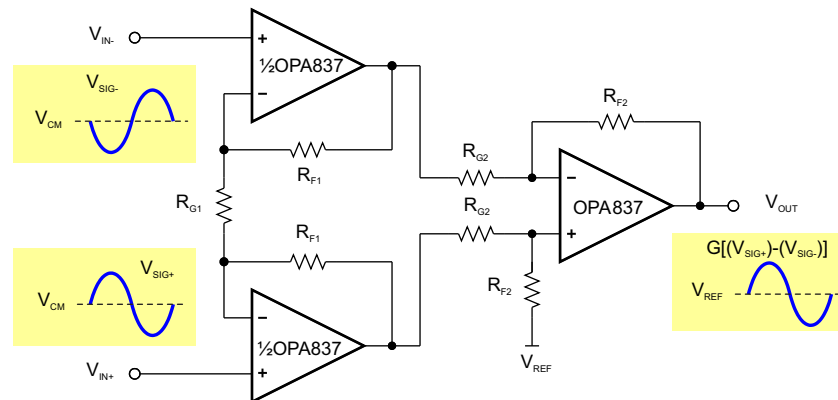 VIN-
+
½OPA837
−
VSIG-
VCM
RF1
RG1
RF1
VSIG+
VCM
−
½OPA837
+
VIN+
RG2
RF2
−
OPA837
+
RG2
RF2
VREF
VOUT
G[(VSIG+)-(VSIG-)]
VREF